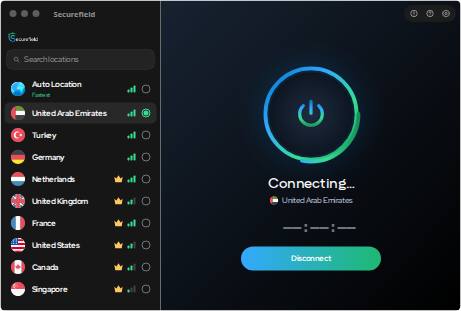 Securefield
Securefield
Search locations
Auto Location
Fastest
United Arab Emirates
Turkey
Germany
Netherlands
United Kingdom
France
United States
Canada
Singapore
Connecting...
United Arab Emirates
--:--:--
Disconnect